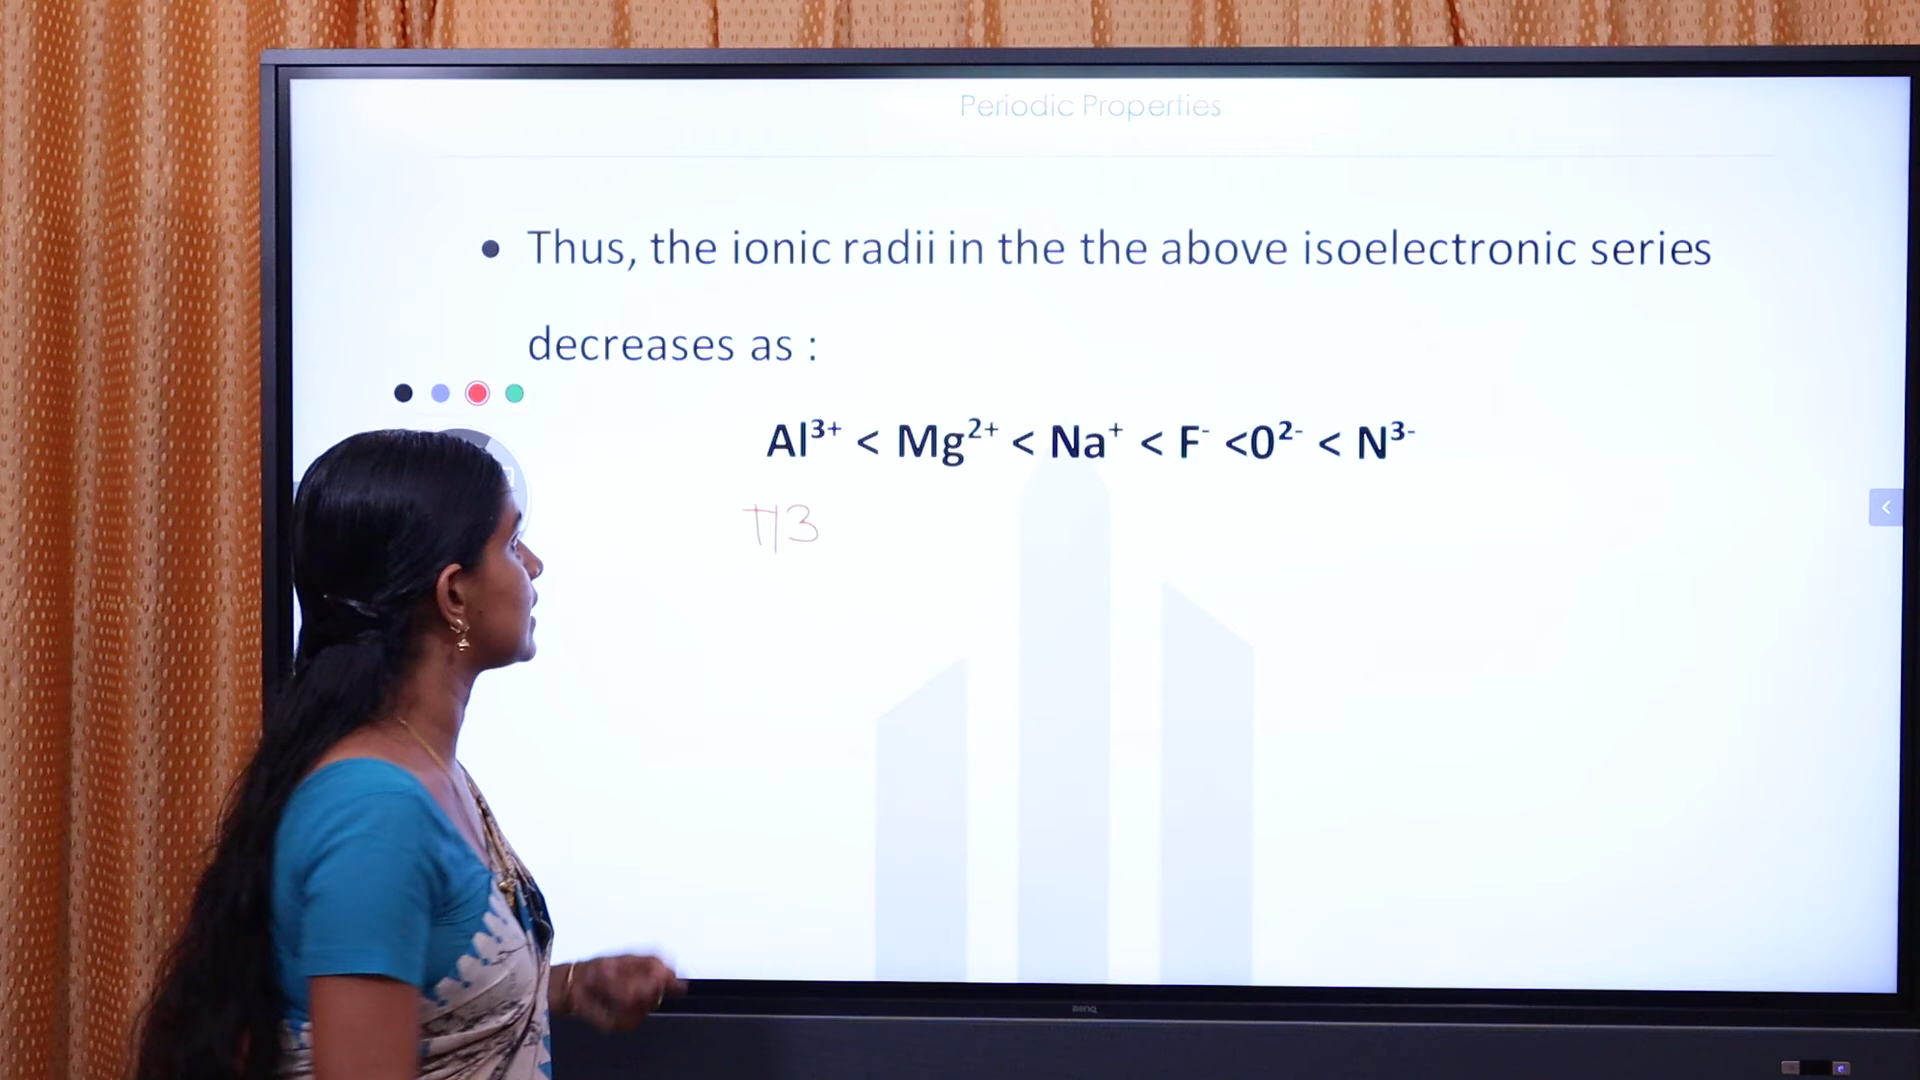 Periodic Properties
• Thus, the ionic radii in the the above isoelectronic series
decreases as :
Al³⁺ < Mg²⁺ < Na⁺ < F⁻ <0²⁻ < N³⁻
BenQ